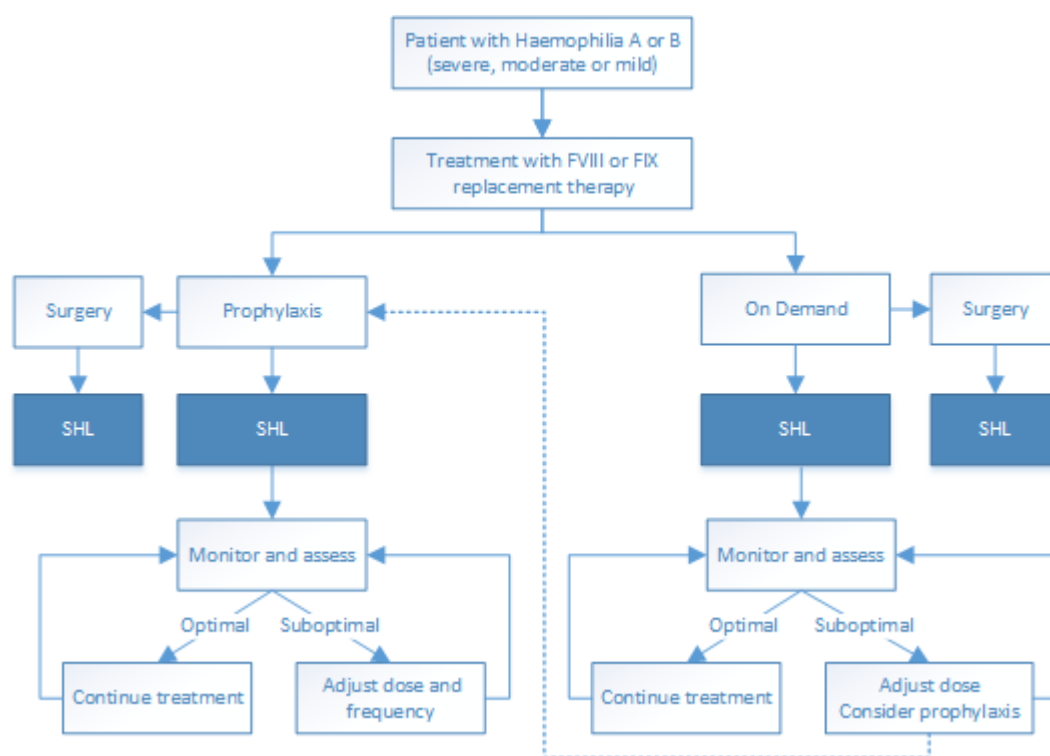 Patient with Haemophilia A or B
(severe, moderate or mild)
Treatment with FVIII or FIX
replacement therapy
Surgery
Prophylaxis
On Demand
Surgery
SHL
SHL
SHL
SHL
Monitor and assess
Monitor and assess
Optimal
Suboptimal
Optimal
Suboptimal
Continue treatment
Adjust dose and
frequency
Continue treatment
Adjust dose
Consider prophylaxis